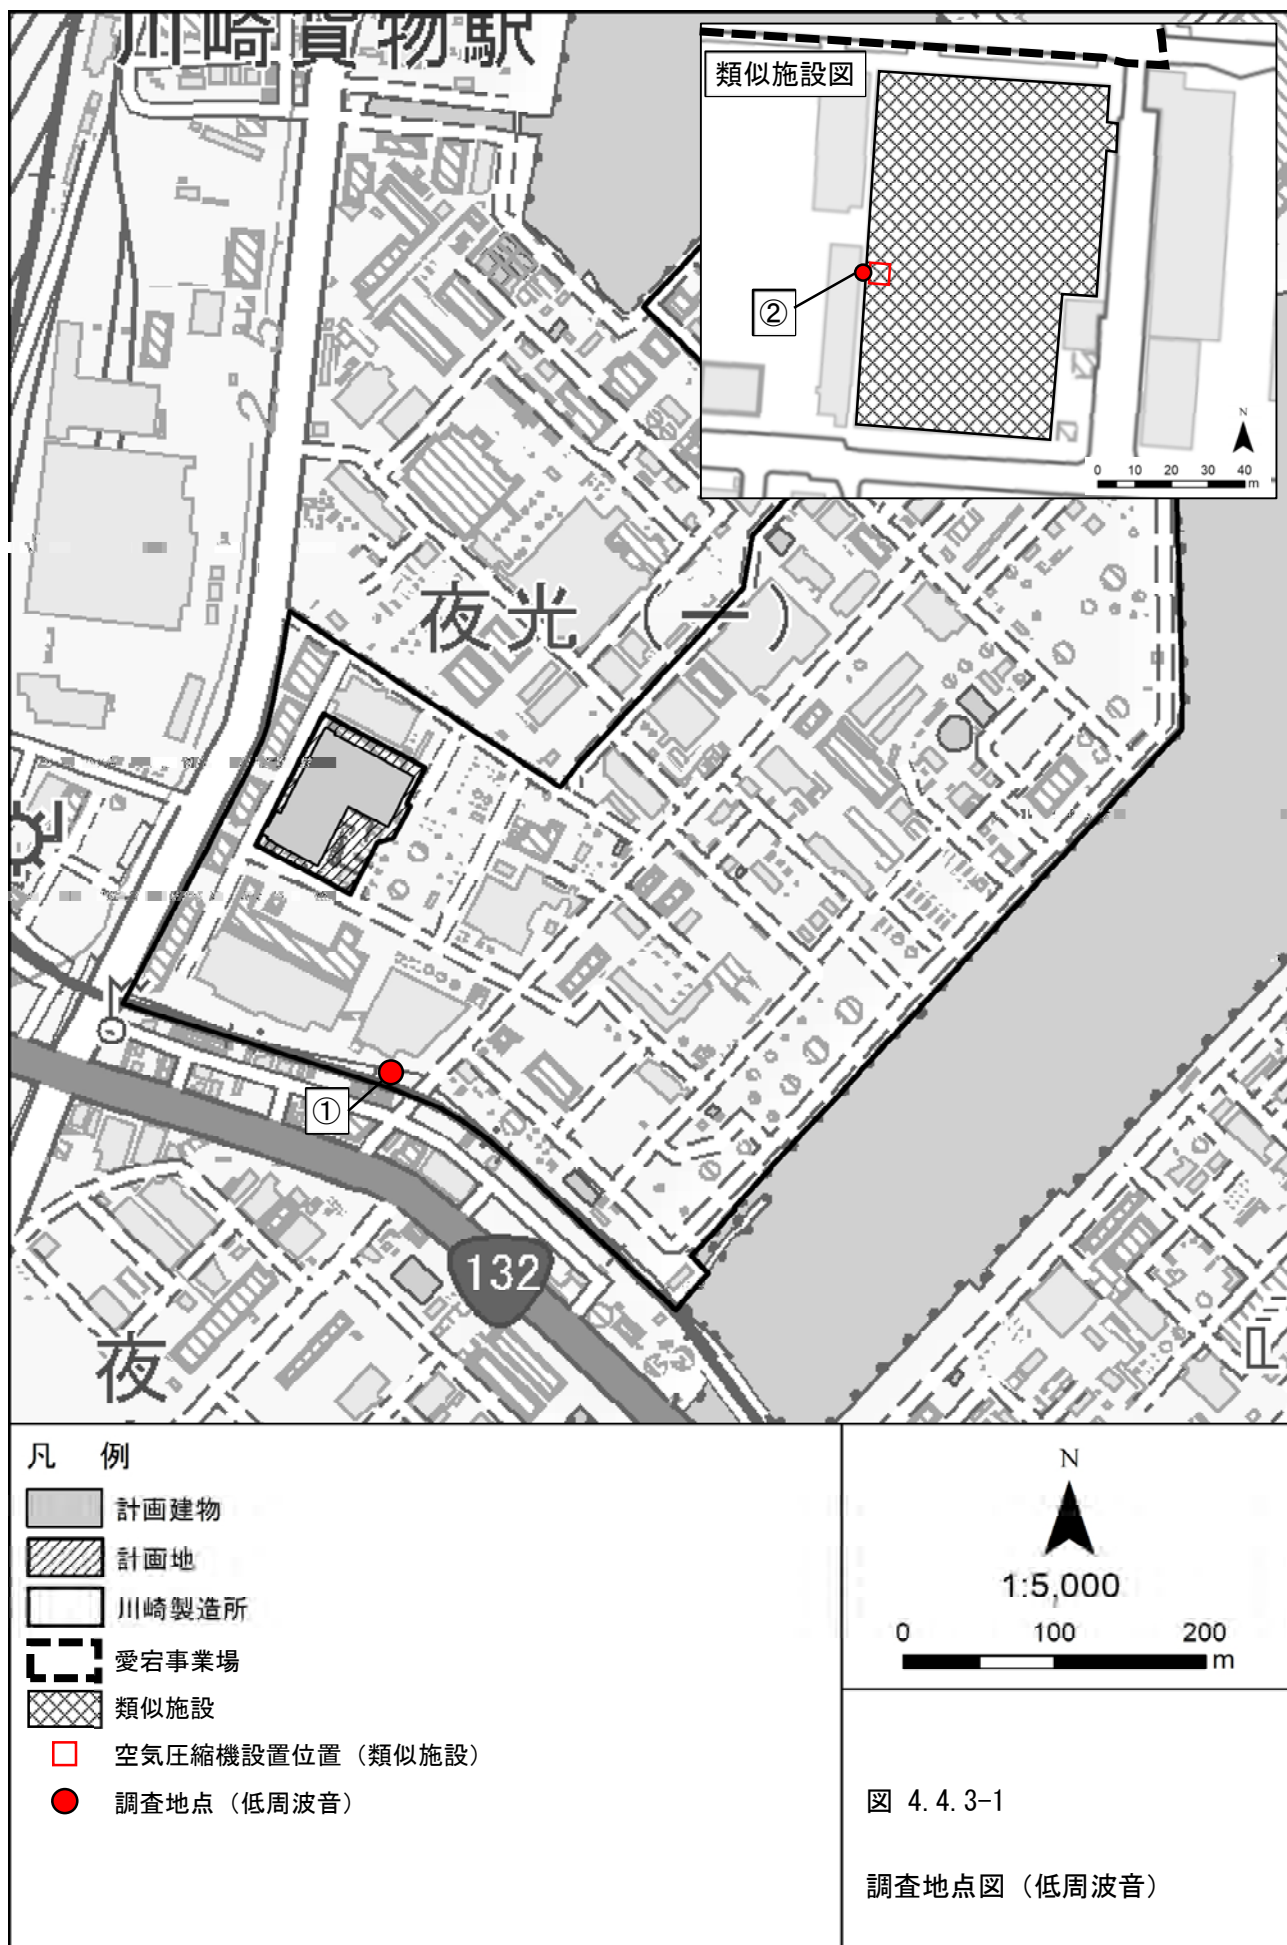 川崎貨物駅
類似施設図
②
N
0 10 20 30 40
m
夜光 (一)
①
132
夜
凡 例
計画建物
計画地
川崎製造所
愛宕事業場
類似施設
空気圧縮機設置位置（類似施設）
調査地点（低周波音）
N
1:5,000
0 100 200
m
図 4.4.3-1
調査地点図（低周波音）